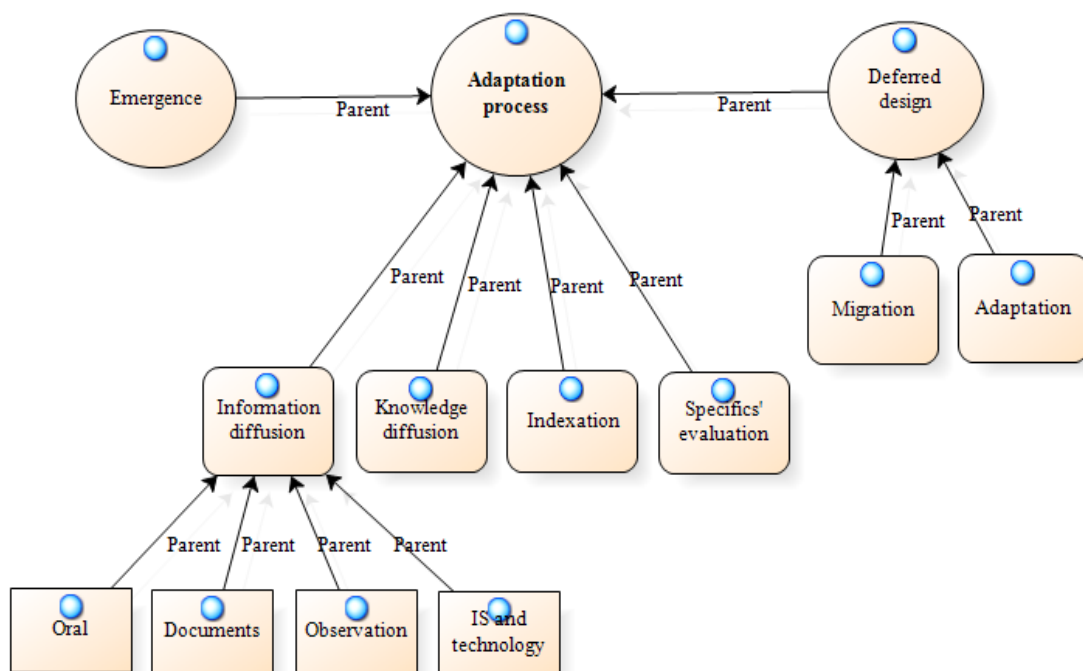 Emergence
Adaptation
process
Deferred
design
Parent
Parent
Parent
Parent
Migration
Adaptation
Parent
Parent
Parent
Parent
Information
diffusion
Knowledge
diffusion
Indexation
Specifics'
evaluation
Parent
Parent
Parent
Parent
Oral
Documents
Observation
IS and
technology